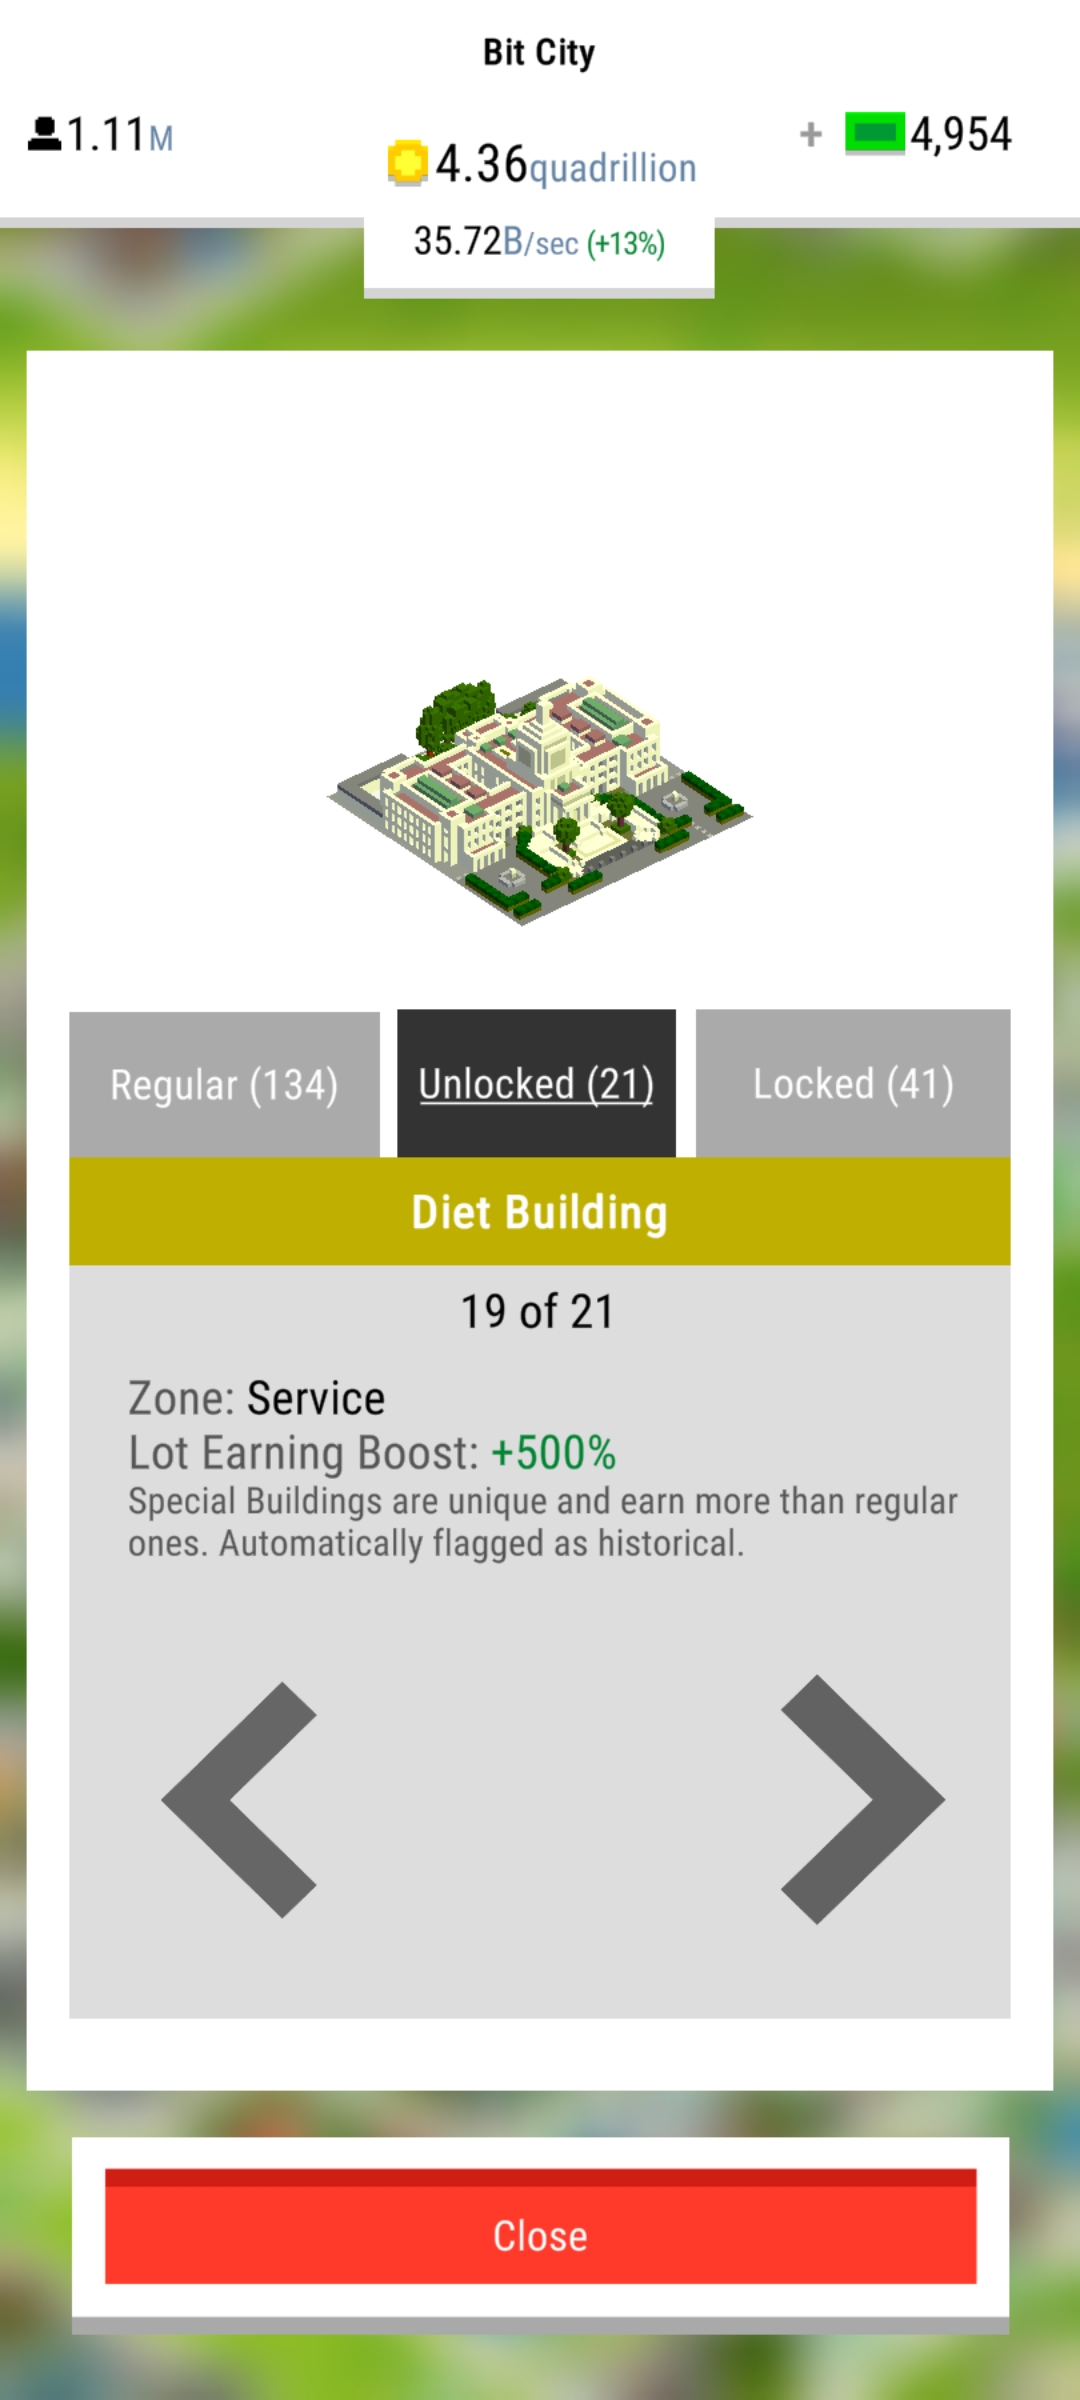 Bit City
1.11M
4.36quadrillion
+ 4,954
35.72B/sec (+13%)
Regular (134)
Unlocked (21)
Locked (41)
Diet Building
19 of 21
Zone: Service
Lot Earning Boost: +500%
Special Buildings are unique and earn more than regular
ones. Automatically flagged as historical.
Close